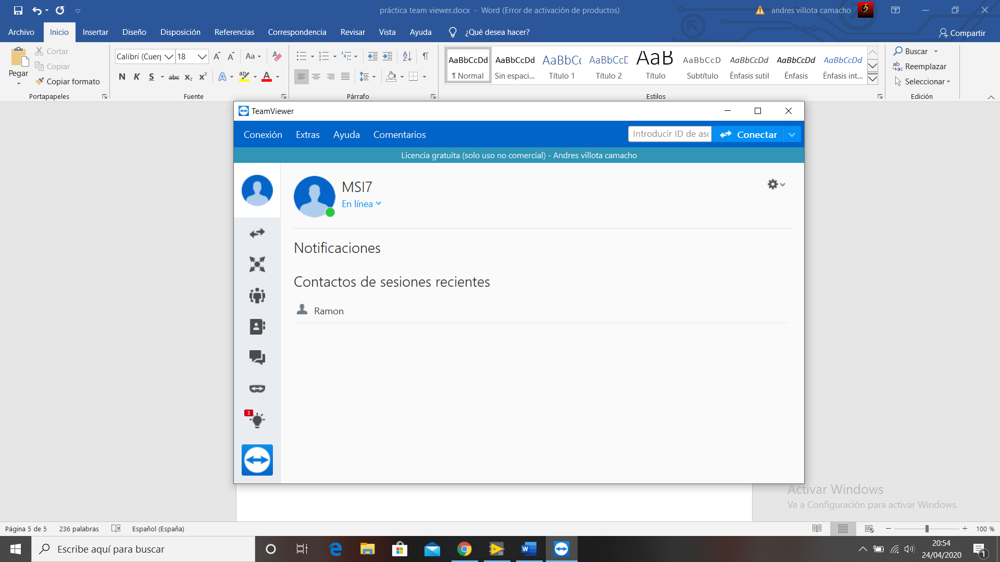 práctica team viewer.docx - Word (Error de activación de productos)
andres villota camacho
Archivo Inicio Insertar Diseño Disposición Referencias Correspondencia Revisar Vista Ayuda ¿Qué desea hacer? Compartir
Pegar
Cortar
Copiar
Copiar formato
Portapapeles
Calibri (Cuerp 18
N K S abc x₂ x²
Fuente
Párrafo
AaBbCcDd AaBbCcDd AaBbC AaBbCcD AaB AaBbCcD AaBbCcDd AaBbCcDd AaBbCcDd
¶ Normal Sin espaci... Título 1 Título 2 Título Subtítulo Énfasis sutil Énfasis Énfasis int...
Estilos
Buscar
Reemplazar
Seleccionar
Edición
TeamViewer
Conexión Extras Ayuda Comentarios
Introducir ID de aso Conectar
Licencia gratuita (solo uso no comercial) - Andres villota camacho
MSI7
En línea
Notificaciones
Contactos de sesiones recientes
Ramon
3
Activar Windows
Ve a Configuración para activar Windows.
Página 5 de 5 236 palabras Español (España) 100 %
Escribe aquí para buscar
19
20:54
24/04/2020
1